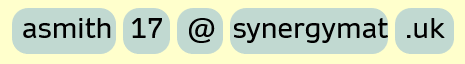 asmith 17 @ synergymat .uk